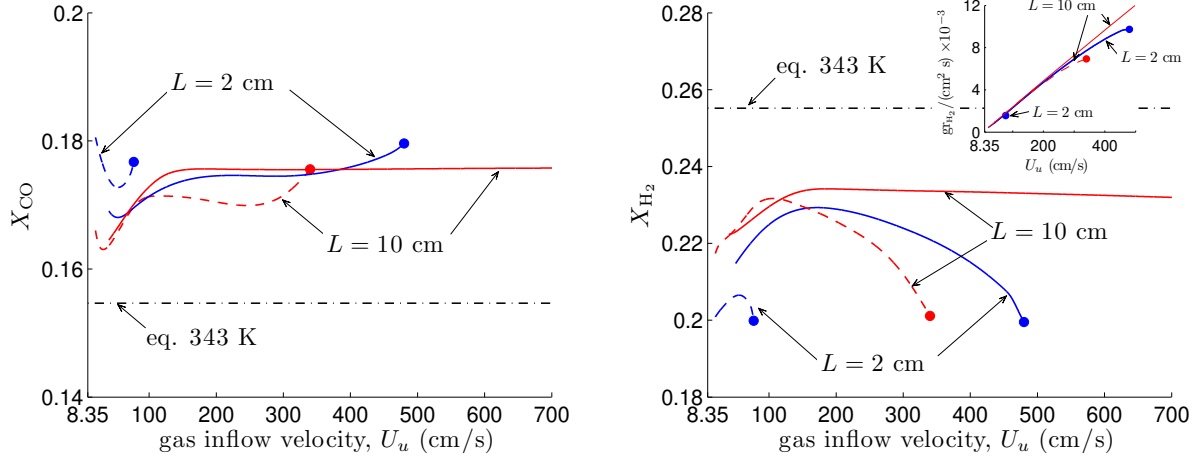 0.2
0.18
0.16
0.14
X_CO
L = 2 cm
L = 10 cm
eq. 343 K
8.35 100 200 300 400 500 600 700
gas inflow velocity, U_u (cm/s)
0.28
0.26
0.24
0.22
0.2
0.18
X_H2
eq. 343 K
L = 10 cm
L = 2 cm
8.35 100 200 300 400 500 600 700
gas inflow velocity, U_u (cm/s)
12
9
6
3
0
gr_H2/(cm² s) ×10⁻³
L = 10 cm
L = 2 cm
L = 2 cm
8.35 200 400
U_u (cm/s)